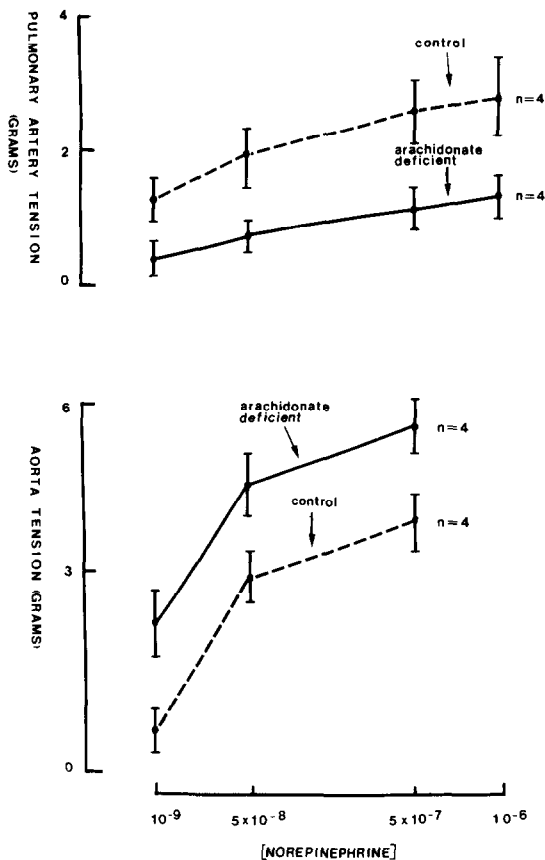 PULMONARY ARTERY TENSION
(GRAMS)
4
2
0
control
n=4
arachidonate
deficient
n=4
AORTA TENSION (GRAMS)
6
3
0
arachidonate
deficient
n=4
control
n=4
10⁻⁹
5x10⁻⁸
5x10⁻⁷
10⁻⁶
[NOREPINEPHRINE]